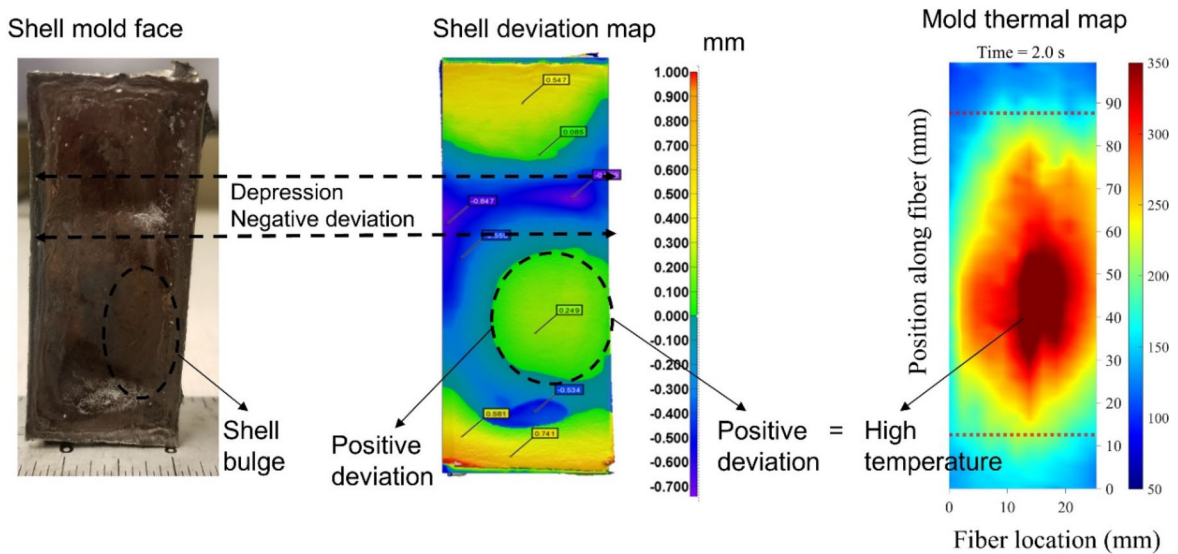 Shell mold face
Shell deviation map
mm
Mold thermal map
Time = 2.0 s
Depression
Negative deviation
Shell
bulge
Positive
deviation
Positive
deviation
=
High
temperature
0.547
0.085
-0.647
0.249
-0.534
0.581
0.741
1.000
0.900
0.800
0.700
0.600
0.500
0.400
0.300
0.200
0.100
0.000
-0.100
-0.200
-0.300
-0.400
-0.500
-0.600
-0.700
Position along fiber (mm)
90
80
70
60
50
40
30
20
10
0
350
300
250
200
150
100
50
0
10
20
Fiber location (mm)